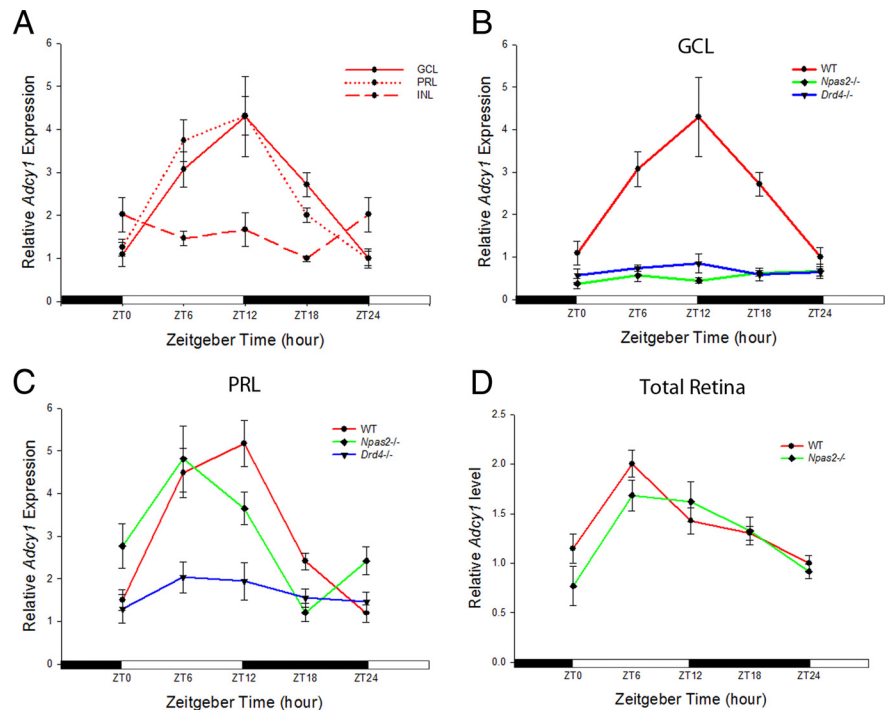 A
6
5
4
3
2
1
0
Relative Adcy1 Expression
GCL
PRL
INL
ZT0 ZT6 ZT12 ZT18 ZT24
Zeitgeber Time (hour)
B
GCL
6
5
4
3
2
1
0
Relative Adcy1 Expression
WT
Npas2-/-
Drd4-/-
ZT0 ZT6 ZT12 ZT18 ZT24
Zeitgeber Time (hour)
C
PRL
6
5
4
3
2
1
0
Relative Adcy1 Expression
WT
Npas2-/-
Drd4-/-
ZT0 ZT6 ZT12 ZT18 ZT24
Zeitgeber Time (hour)
D
Total Retina
2.5
2.0
1.5
1.0
0.5
0.0
Relative Adcy1 level
WT
Npas2-/-
ZT0 ZT6 ZT12 ZT18 ZT24
Zeitgeber Time (hour)